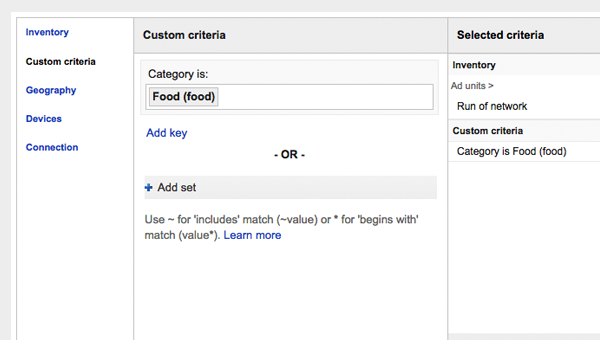 Inventory
Custom criteria
Geography
Devices
Connection
Custom criteria
Category is:
Food (food)
Add key
- OR -
Add set
Use ~ for 'includes' match (~value) or * for 'begins with'
match (value*). Learn more
Selected criteria
Inventory
Ad units >
Run of network
Custom criteria
Category is Food (food)